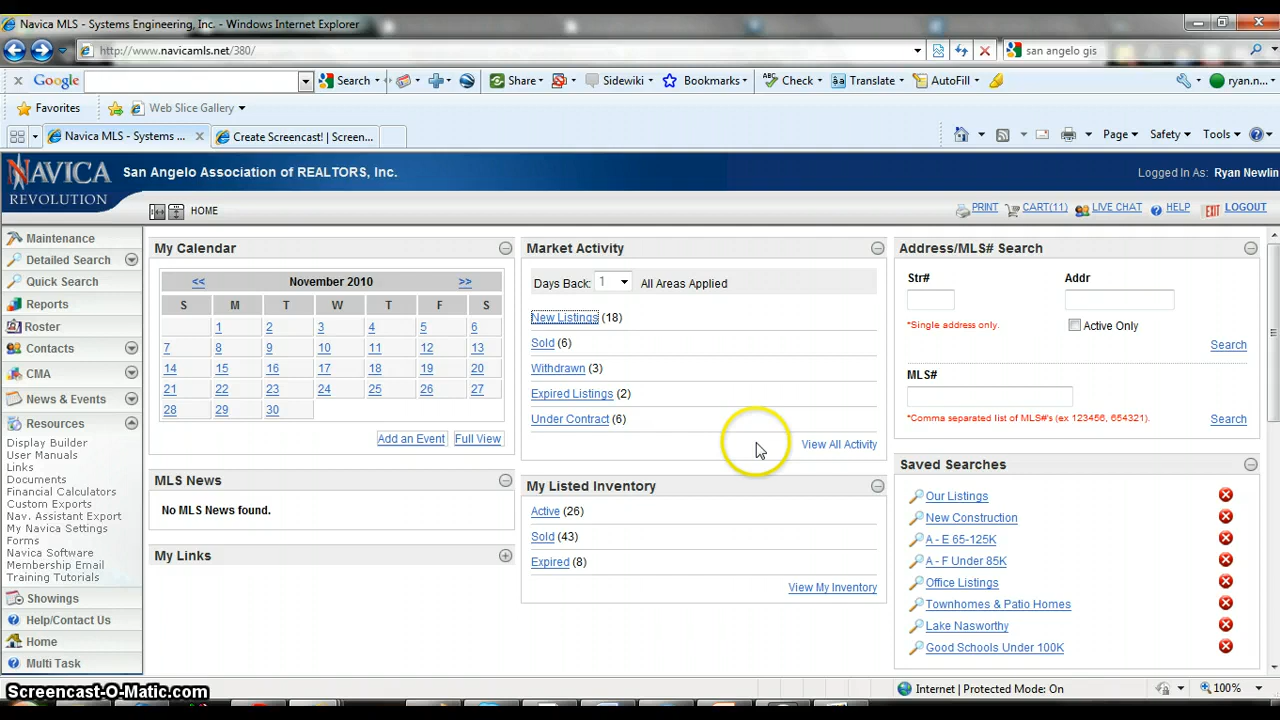 Navica MLS - Systems Engineering, Inc. - Windows Internet Explorer
http://www.navicamls.net/380/
san angelo gis
x Google Search Share Sidewiki Bookmarks Check Translate AutoFill ryan.n...
Favorites Web Slice Gallery
Navica MLS - Systems ... Create Screencast! | Screen... Page Safety Tools
NAVICA
REVOLUTION
San Angelo Association of REALTORS, Inc.
Logged In As: Ryan Newlin
HOME
PRINT CART(11) LIVE CHAT HELP EXIT LOGOUT
Maintenance
Detailed Search
Quick Search
Reports
Roster
Contacts
CMA
News & Events
Resources
Display Builder
User Manuals
Links
Documents
Financial Calculators
Custom Exports
Nav. Assistant Export
My Navica Settings
Forms
Navica Software
Membership Email
Training Tutorials
Showings
Help/Contact Us
Home
Multi Task
My Calendar
<< November 2010 >>
S M T W T F S
1 2 3 4 5 6
7 8 9 10 11 12 13
14 15 16 17 18 19 20
21 22 23 24 25 26 27
28 29 30
Add an Event Full View
MLS News
No MLS News found.
My Links
Market Activity
Days Back: 1 All Areas Applied
New Listings (18)
Sold (6)
Withdrawn (3)
Expired Listings (2)
Under Contract (6)
View All Activity
My Listed Inventory
Active (26)
Sold (43)
Expired (8)
View My Inventory
Address/MLS# Search
Str# Addr
*Single address only. Active Only
Search
MLS#
*Comma separated list of MLS#'s (ex 123456, 654321).
Search
Saved Searches
Our Listings
New Construction
A - E 65-125K
A - F Under 85K
Office Listings
Townhomes & Patio Homes
Lake Nasworthy
Good Schools Under 100K
Internet | Protected Mode: On 100%
Screencast-O-Matic.com